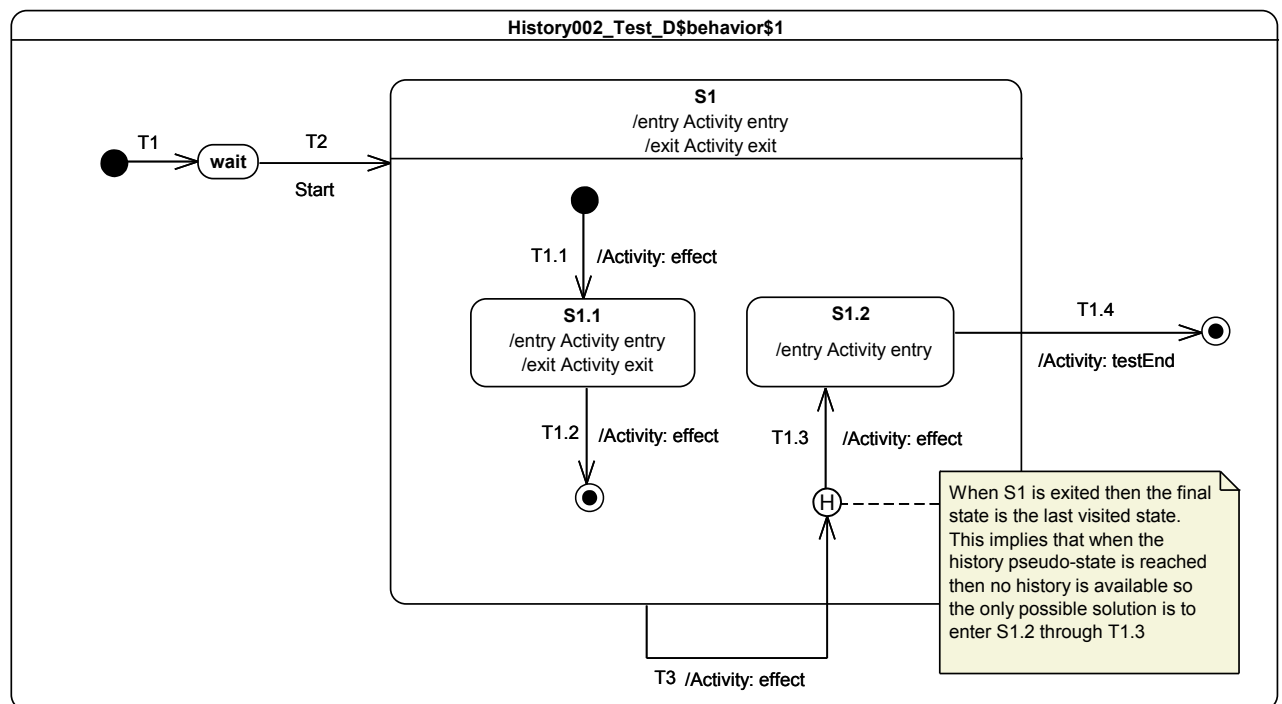 History002_Test_D$behavior$1
S1
/entry Activity entry
/exit Activity exit
T1
wait
T2
Start
T1.1 /Activity: effect
S1.1
/entry Activity entry
/exit Activity exit
S1.2
/entry Activity entry
T1.4
/Activity: testEnd
T1.2 /Activity: effect
T1.3 /Activity: effect
H
When S1 is exited then the final
state is the last visited state.
This implies that when the
history pseudo-state is reached
then no history is available so
the only possible solution is to
enter S1.2 through T1.3
T3 /Activity: effect